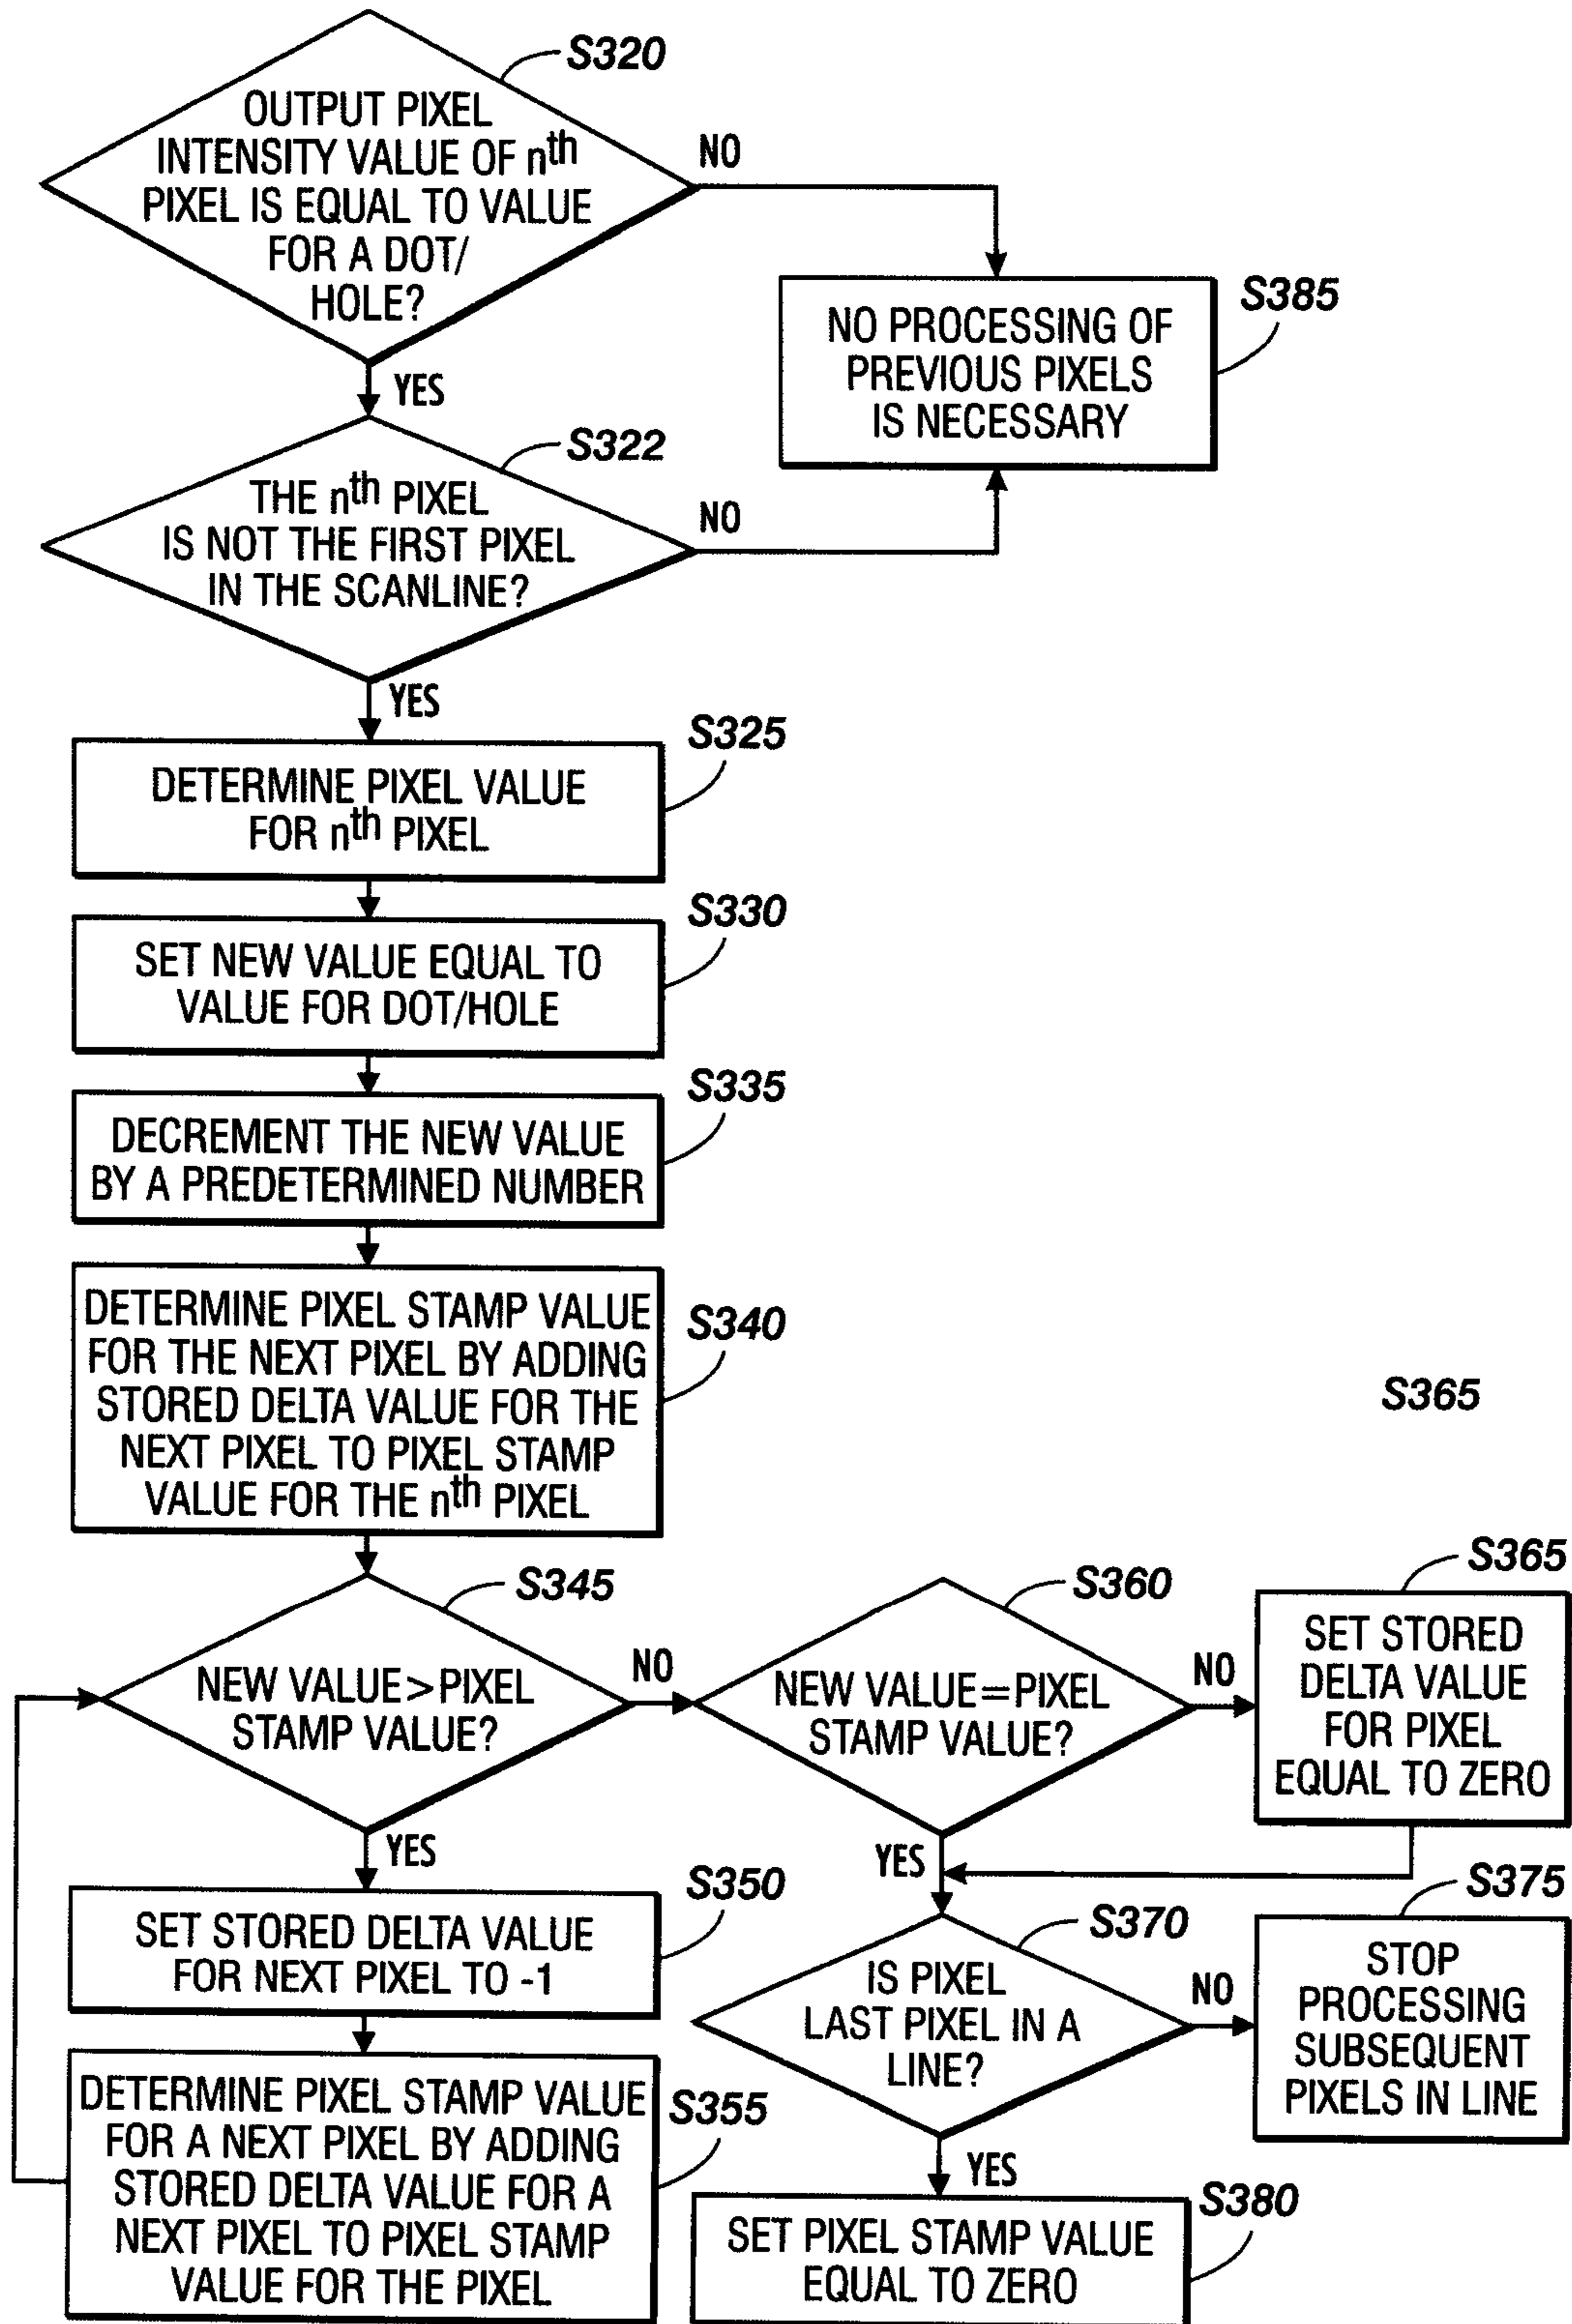 S320
OUTPUT PIXEL
INTENSITY VALUE OF nth
PIXEL IS EQUAL TO VALUE
FOR A DOT/
HOLE?
NO
YES
S385
NO PROCESSING OF
PREVIOUS PIXELS
IS NECESSARY
S322
THE nth PIXEL
IS NOT THE FIRST PIXEL
IN THE SCANLINE?
NO
YES
S325
DETERMINE PIXEL VALUE
FOR nth PIXEL
S330
SET NEW VALUE EQUAL TO
VALUE FOR DOT/HOLE
S335
DECREMENT THE NEW VALUE
BY A PREDETERMINED NUMBER
S340
DETERMINE PIXEL STAMP VALUE
FOR THE NEXT PIXEL BY ADDING
STORED DELTA VALUE FOR THE
NEXT PIXEL TO PIXEL STAMP
VALUE FOR THE nth PIXEL
S365
S345
NEW VALUE>PIXEL
STAMP VALUE?
NO
YES
S360
NEW VALUE=PIXEL
STAMP VALUE?
NO
YES
S365
SET STORED
DELTA VALUE
FOR PIXEL
EQUAL TO ZERO
S350
SET STORED DELTA VALUE
FOR NEXT PIXEL TO -1
S370
IS PIXEL
LAST PIXEL IN A
LINE?
NO
YES
S375
STOP
PROCESSING
SUBSEQUENT
PIXELS IN LINE
S355
DETERMINE PIXEL STAMP VALUE
FOR A NEXT PIXEL BY ADDING
STORED DELTA VALUE FOR A
NEXT PIXEL TO PIXEL STAMP
VALUE FOR THE PIXEL
S380
SET PIXEL STAMP VALUE
EQUAL TO ZERO